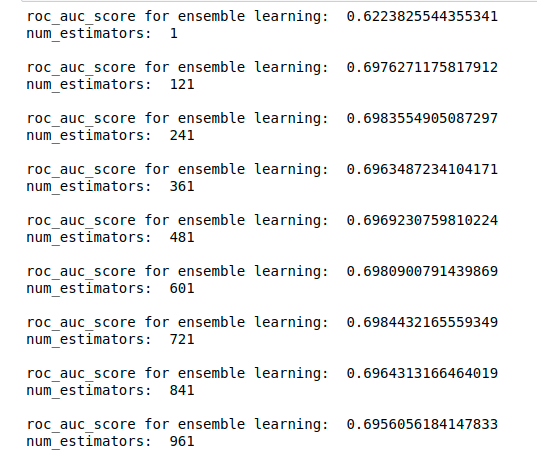 roc_auc_score for ensemble learning:  0.6223825544355341
num_estimators:  1
roc_auc_score for ensemble learning:  0.6976271175817912
num_estimators:  121
roc_auc_score for ensemble learning:  0.6983554905087297
num_estimators:  241
roc_auc_score for ensemble learning:  0.6963487234104171
num_estimators:  361
roc_auc_score for ensemble learning:  0.6969230759810224
num_estimators:  481
roc_auc_score for ensemble learning:  0.6980900791439869
num_estimators:  601
roc_auc_score for ensemble learning:  0.6984432165559349
num_estimators:  721
roc_auc_score for ensemble learning:  0.6964313166464019
num_estimators:  841
roc_auc_score for ensemble learning:  0.6956056184147833
num_estimators:  961